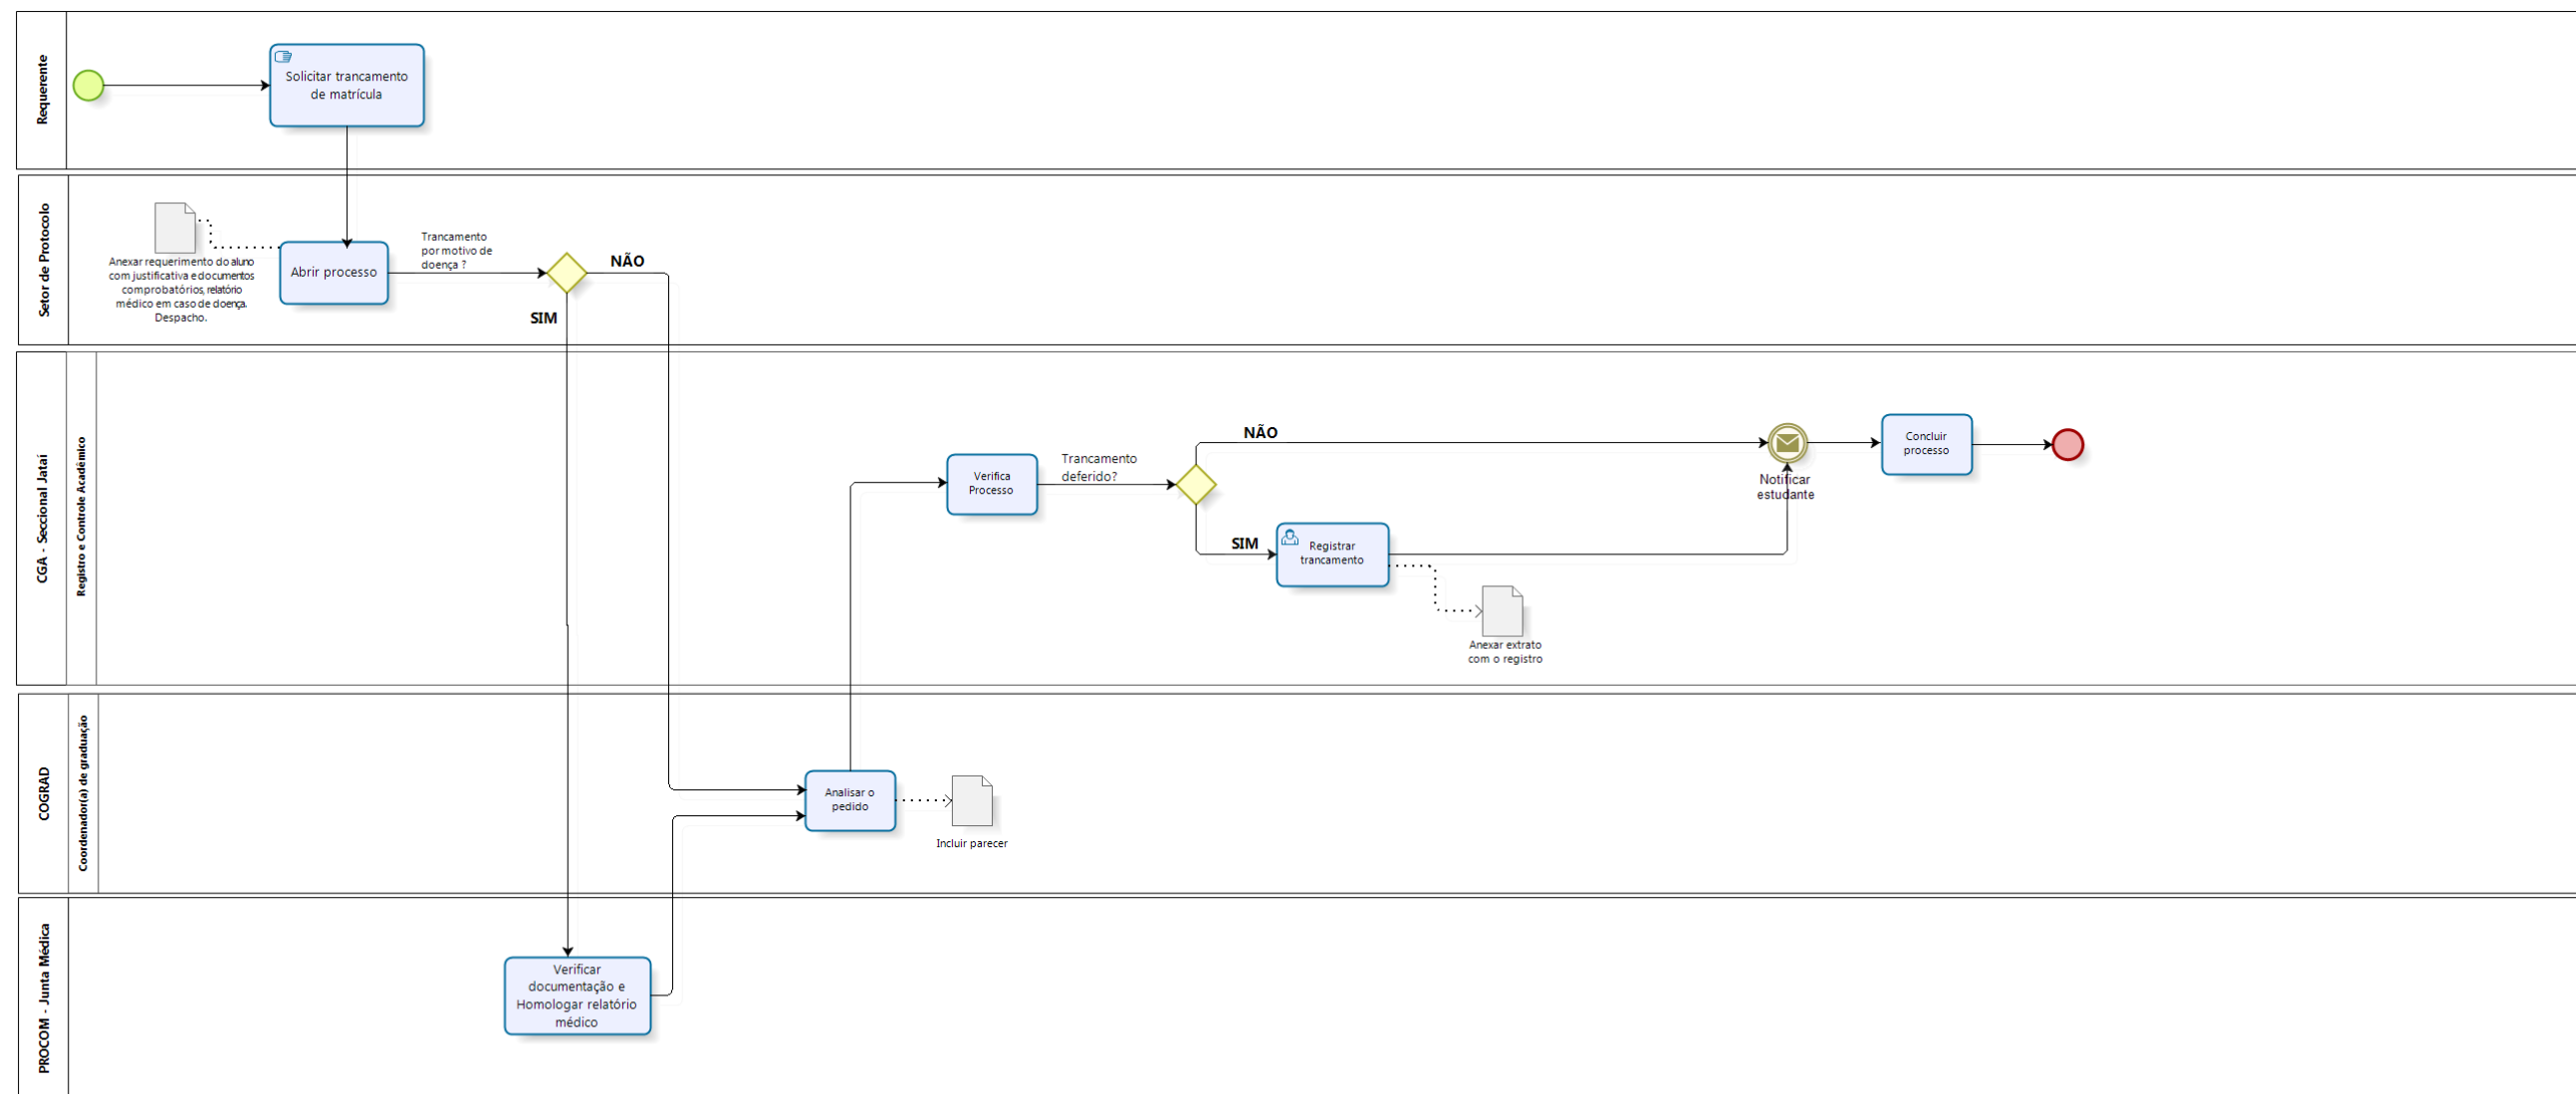 Requerente
Solicitar trancamento
de matrícula
Setor de Protocolo
Anexar requerimento do aluno
com justificativa e documentos
comprobatórios, relatório
médico em caso de doença.
Despacho.
Abrir processo
Trancamento
por motivo de
doença ?
NÃO
SIM
CGA - Seccional Jataí
Registro e Controle Acadêmico
Verifica
Processo
Trancamento
deferido?
NÃO
SIM
Registrar
trancamento
Anexar extrato
com o registro
Notificar
estudante
Concluir
processo
COGRAD
Coordenador(a) de graduação
Analisar o
pedido
Incluir parecer
PROCOM - Junta Médica
Verificar
documentação e
Homologar relatório
médico